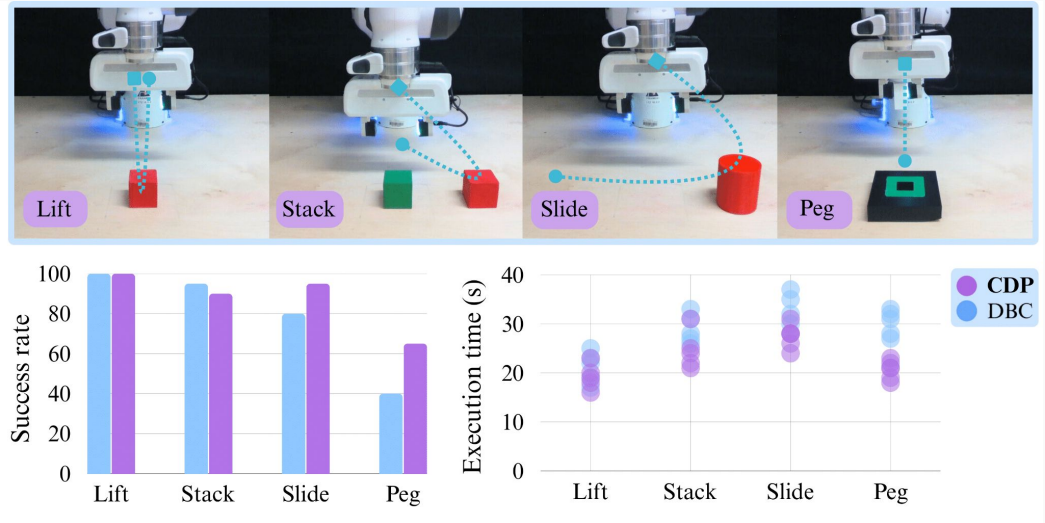 Lift
Stack
Slide
Peg
Success rate
100
80
60
40
20
0
Lift
Stack
Slide
Peg
Execution time (s)
40
30
20
10
0
Lift
Stack
Slide
Peg
CDP
DBC